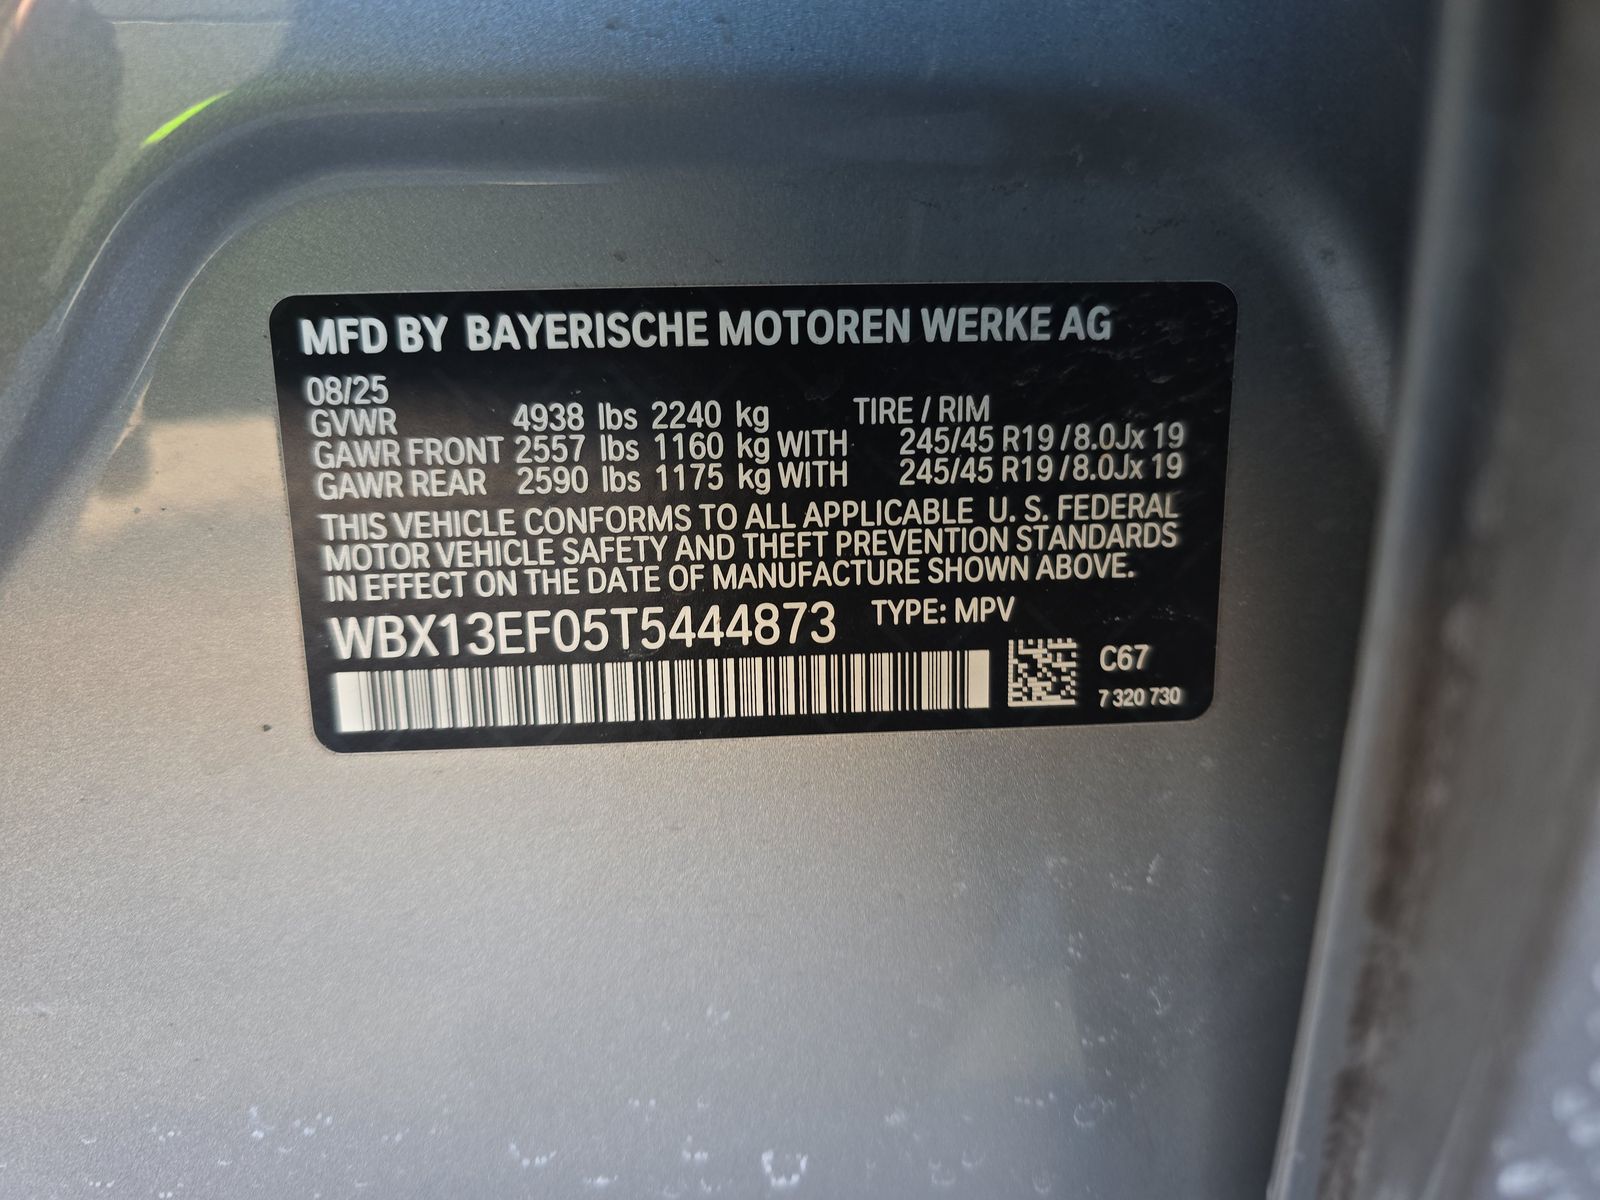 MFD BY BAYERISCHE MOTOREN WERKE AG
08/25
GVWR 4938 lbs 2240 kg TIRE / RIM
GAWR FRONT 2557 lbs 1160 kg WITH 245/45 R19 / 8.0Jx 19
GAWR REAR 2590 lbs 1175 kg WITH 245/45 R19 / 8.0Jx 19
THIS VEHICLE CONFORMS TO ALL APPLICABLE U. S. FEDERAL
MOTOR VEHICLE SAFETY AND THEFT PREVENTION STANDARDS
IN EFFECT ON THE DATE OF MANUFACTURE SHOWN ABOVE.
WBX13EF05T5444873 TYPE: MPV
C67
7 320 730